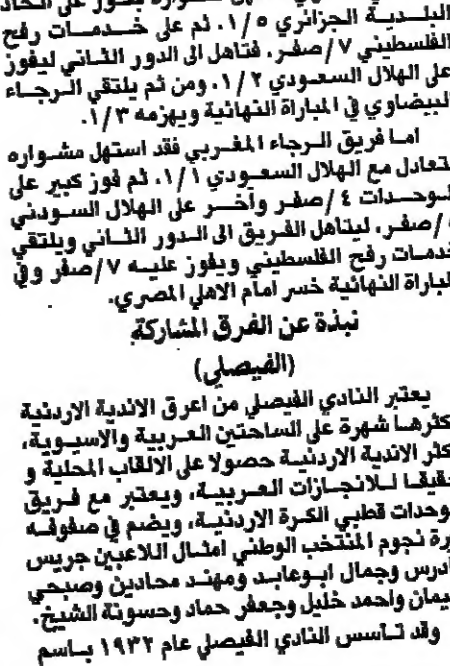 البلدية الجزائري ١/٥. ثم على خدمات رفح
الفلسطيني ٧/صفر. فتاهل الى الدور الثاني ليفوز
على الهلال السعودي ١/٢. ومن ثم يلتقي الرجاء
البيضاوي في المباراة النهائية ويهزمه ١/٣.
اما فريق الرجاء المغربي فقد استهل مشواره
بتعادل مع الهلال السعودي ١/١. ثم فوز كبير على
الوحدات ٤/صفر وآخر على الهلال السودني
/صفر. ليتاهل الفريق الى الدور الثاني ويلتقي
خدمات رفح الفلسطيني ويفوز عليه ٧/صفر وفي
المباراة النهائية خسر امام الاهلي المصري.
نبذة عن الفرق المشاركة
(الفيصلي)
يعتبر النادي الفيصلي من اعرق الاندية الاردنية
كثرها شهرة على الساحتين العربية والاسيوية،
كثر الاندية الاردنية حصولا على الالقاب المحلية و
قيقا للانجازات العربية، ويعتبر مع فريق
وحدات قطبي الكرة الاردنية، ويضم في صفوفه
رة نجوم المنتخب الوطني امثال اللاعبين جريس
ادرس وجمال ابوعابد ومهند محادين وصبحي
يمان واحمد خليل وجعفر حماد وحسونة الشيخ.
وقد تاسس النادي الفيصلي عام ١٩٣٢ باسم